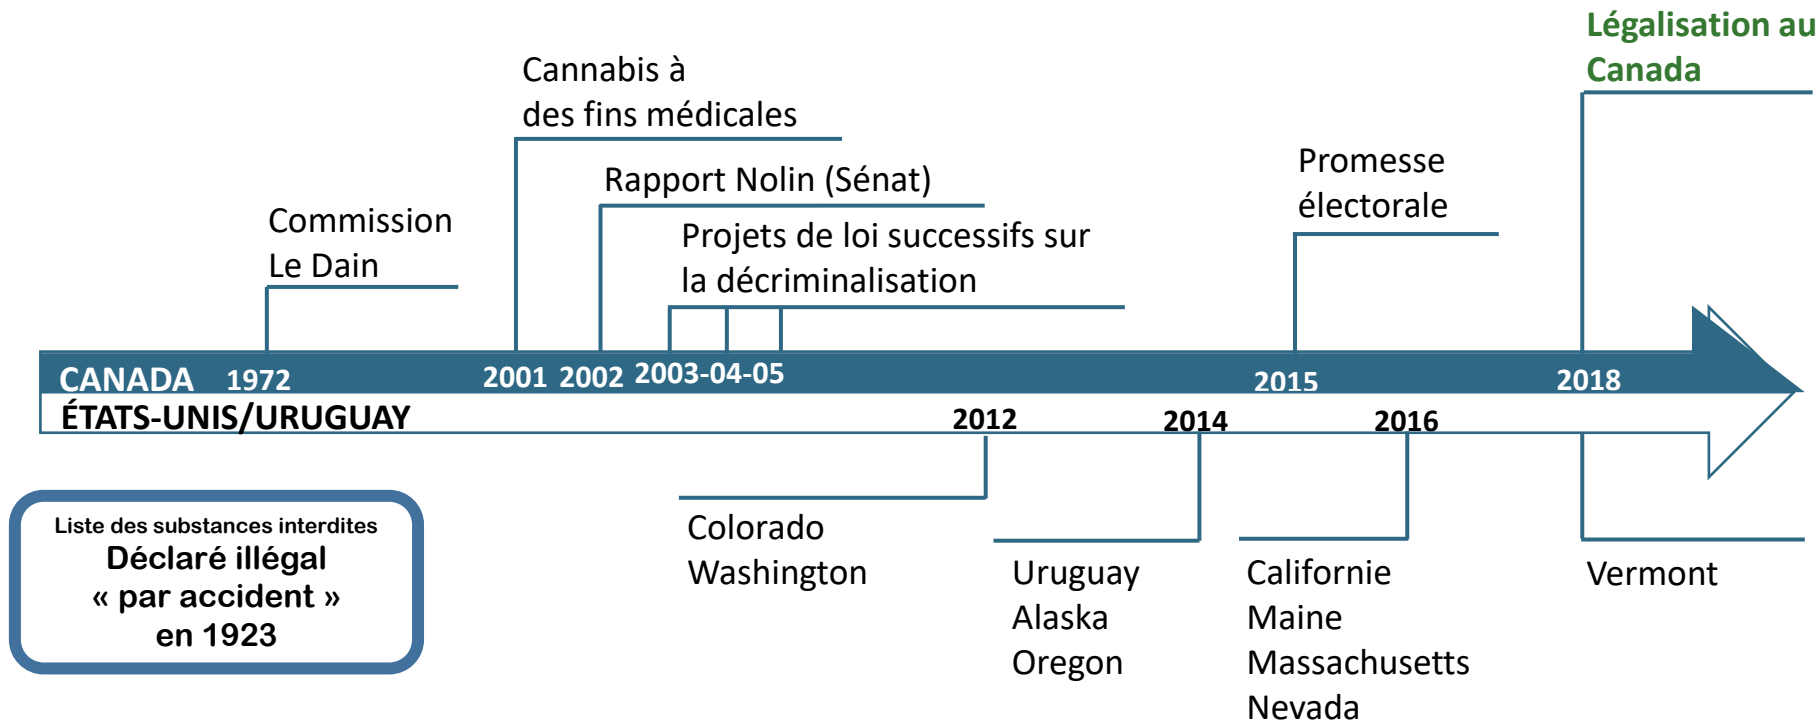 Légalisation au
Canada
Cannabis à
des fins médicales
Promesse
électorale
Rapport Nolin (Sénat)
Commission
Le Dain
Projets de loi successifs sur
la décriminalisation
CANADA 1972 2001 2002 2003-04-05 2015 2018
ÉTATS-UNIS/URUGUAY 2012 2014 2016
Liste des substances interdites
Déclaré illégal
« par accident »
en 1923
Colorado
Washington
Uruguay
Alaska
Oregon
Californie
Maine
Massachusetts
Nevada
Vermont